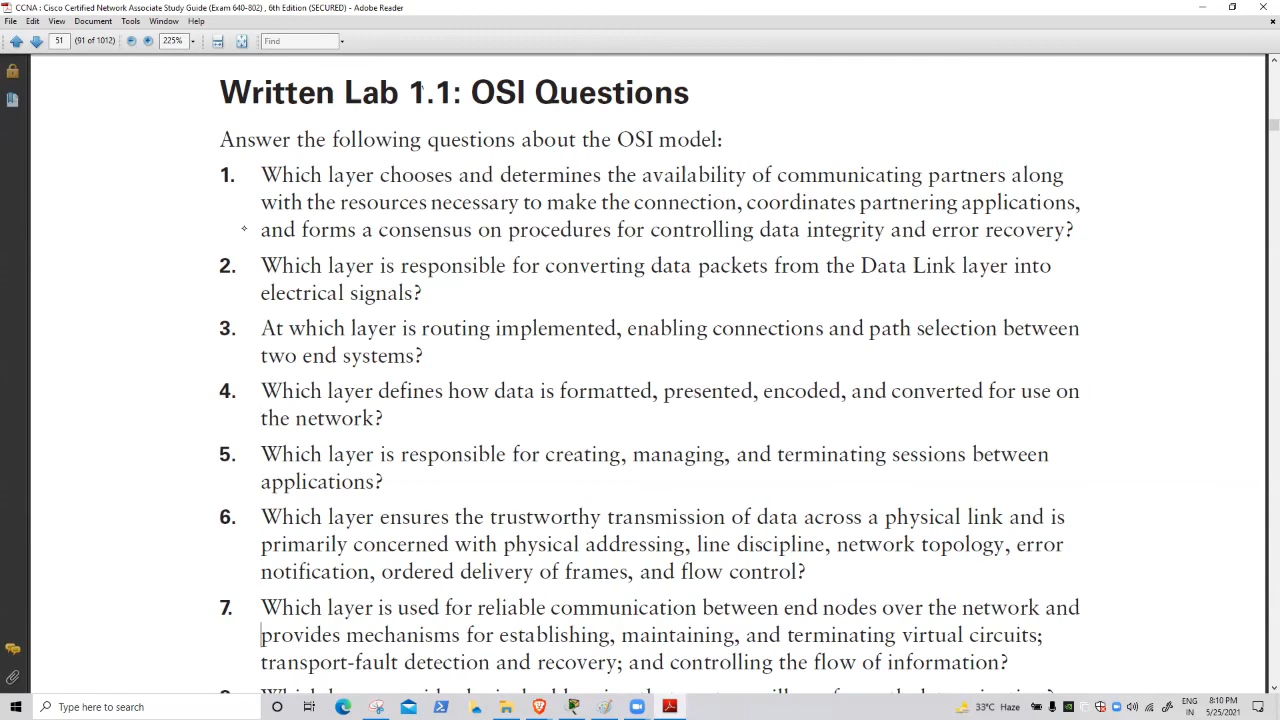 CCNA : Cisco Certified Network Associate Study Guide (Exam 640-802) , 6th Edition (SECURED) - Adobe Reader
File Edit View Document Tools Window Help
51 (91 of 1012) 225% Find
Written Lab 1.1: OSI Questions
Answer the following questions about the OSI model:
1. Which layer chooses and determines the availability of communicating partners along
with the resources necessary to make the connection, coordinates partnering applications,
and forms a consensus on procedures for controlling data integrity and error recovery?
2. Which layer is responsible for converting data packets from the Data Link layer into
electrical signals?
3. At which layer is routing implemented, enabling connections and path selection between
two end systems?
4. Which layer defines how data is formatted, presented, encoded, and converted for use on
the network?
5. Which layer is responsible for creating, managing, and terminating sessions between
applications?
6. Which layer ensures the trustworthy transmission of data across a physical link and is
primarily concerned with physical addressing, line discipline, network topology, error
notification, ordered delivery of frames, and flow control?
7. Which layer is used for reliable communication between end nodes over the network and
provides mechanisms for establishing, maintaining, and terminating virtual circuits;
transport-fault detection and recovery; and controlling the flow of information?
Type here to search
33°C Haze
ENG
IN
8:10 PM
5/25/2021